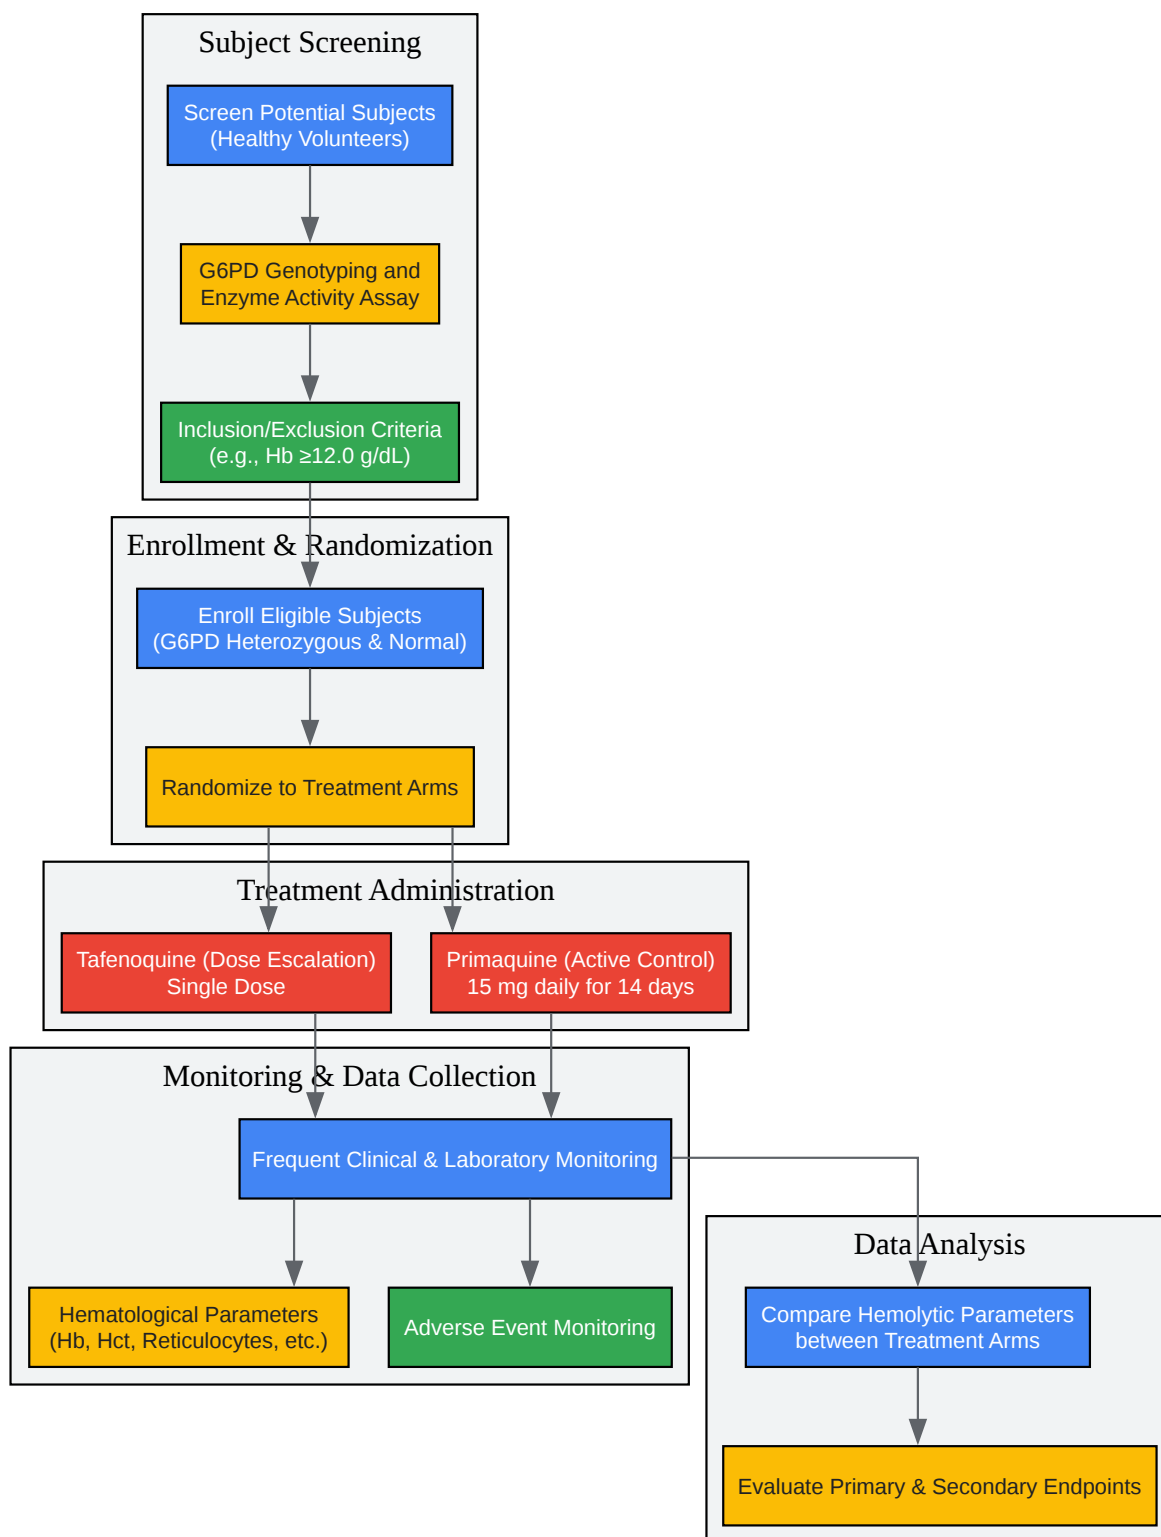 Subject Screening
Screen Potential Subjects
(Healthy Volunteers)
G6PD Genotyping and
Enzyme Activity Assay
Inclusion/Exclusion Criteria
(e.g., Hb ≥12.0 g/dL)
Enrollment & Randomization
Enroll Eligible Subjects
(G6PD Heterozygous & Normal)
Randomize to Treatment Arms
Treatment Administration
Tafenoquine (Dose Escalation)
Single Dose
Primaquine (Active Control)
15 mg daily for 14 days
Monitoring & Data Collection
Frequent Clinical & Laboratory Monitoring
Hematological Parameters
(Hb, Hct, Reticulocytes, etc.)
Adverse Event Monitoring
Data Analysis
Compare Hemolytic Parameters
between Treatment Arms
Evaluate Primary & Secondary Endpoints